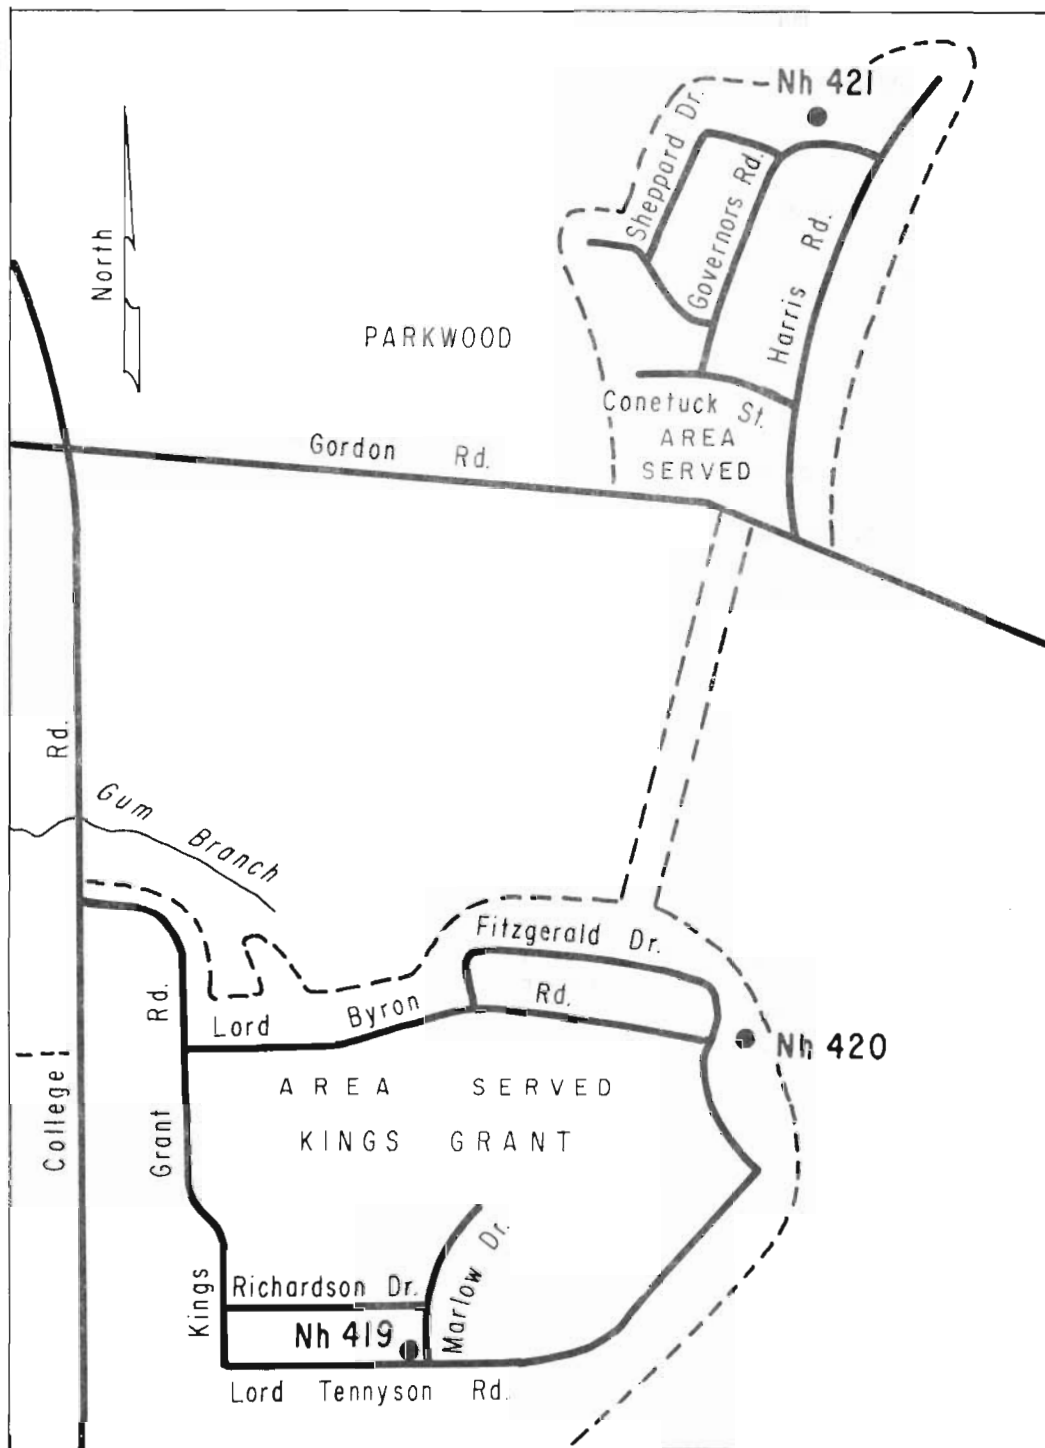 Nh 421
Sheppard Dr.
Governors Rd.
Harris Rd.
North
PARKWOOD
Conetuck St.
AREA
SERVED
Gordon Rd.
Rd.
Gum Branch
Fitzgerald Dr.
Rd.
Lord Byron Rd.
Nh 420
AREA SERVED
KINGS GRANT
College
Grant
Kings
Richardson Dr.
Marlow Dr.
Nh 419
Lord Tennyson Rd.